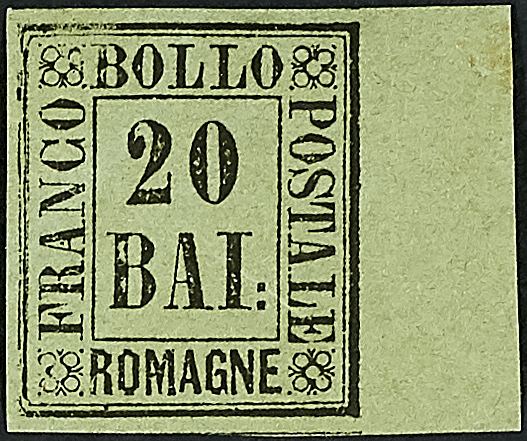 FRANCO
BOLLO
POSTALE
20
BAI:
ROMAGNE